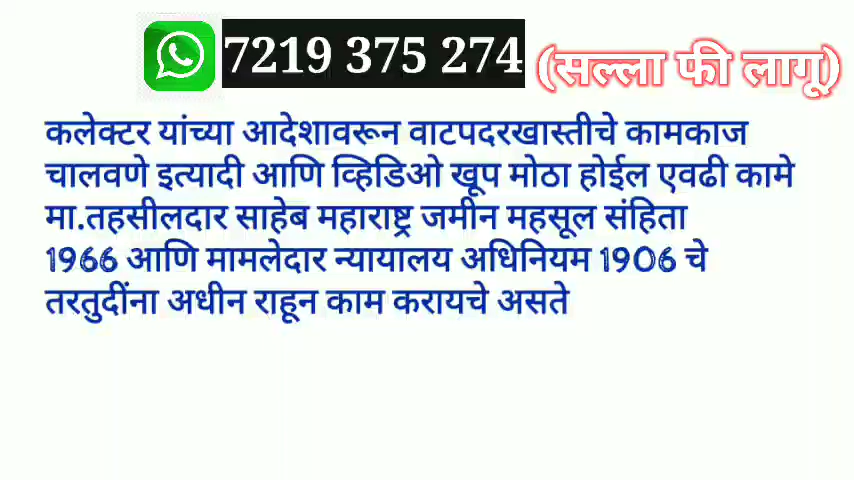 7219 375 274 (सल्ला फी लागू)
कलेक्टर यांच्या आदेशावरून वाटपदरखास्तीचे कामकाज
चालवणे इत्यादी आणि व्हिडिओ खूप मोठा होईल एवढी कामे
मा.तहसीलदार साहेब महाराष्ट्र जमीन महसूल संहिता
1966 आणि मामलेदार न्यायालय अधिनियम 1906 चे
तरतुदींना अधीन राहून काम करायचे असते